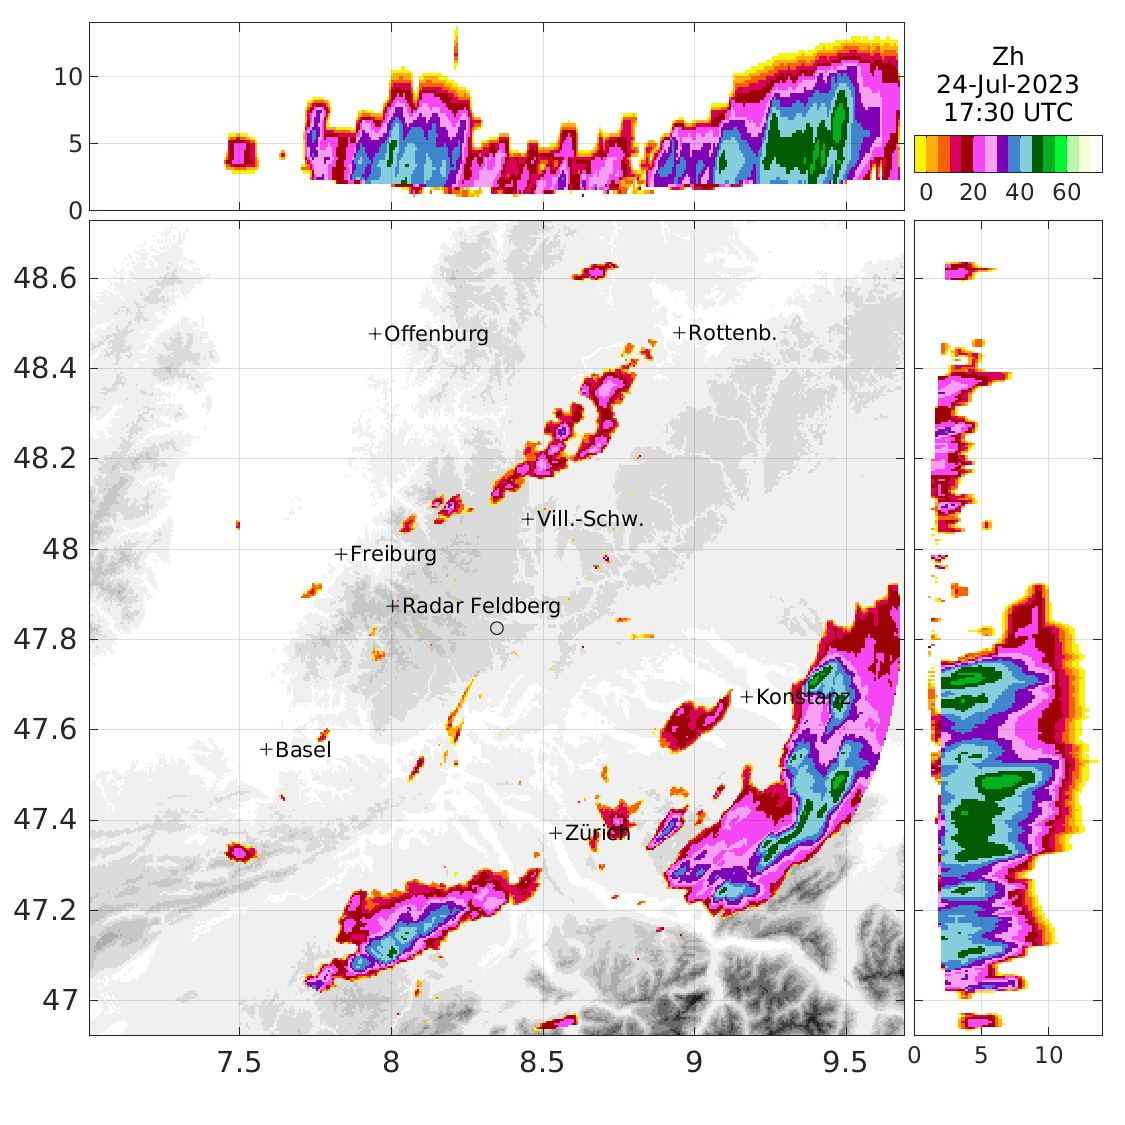 10
5
0
Zh
24-Jul-2023
17:30 UTC
0 20 40 60
48.6
48.4
48.2
48
47.8
47.6
47.4
47.2
47
+Offenburg
+Rottenb.
+Vill.-Schw.
+Freiburg
+Radar Feldberg
+Konstanz
+Basel
+Zürich
7.5 8 8.5 9 9.5
0 5 10